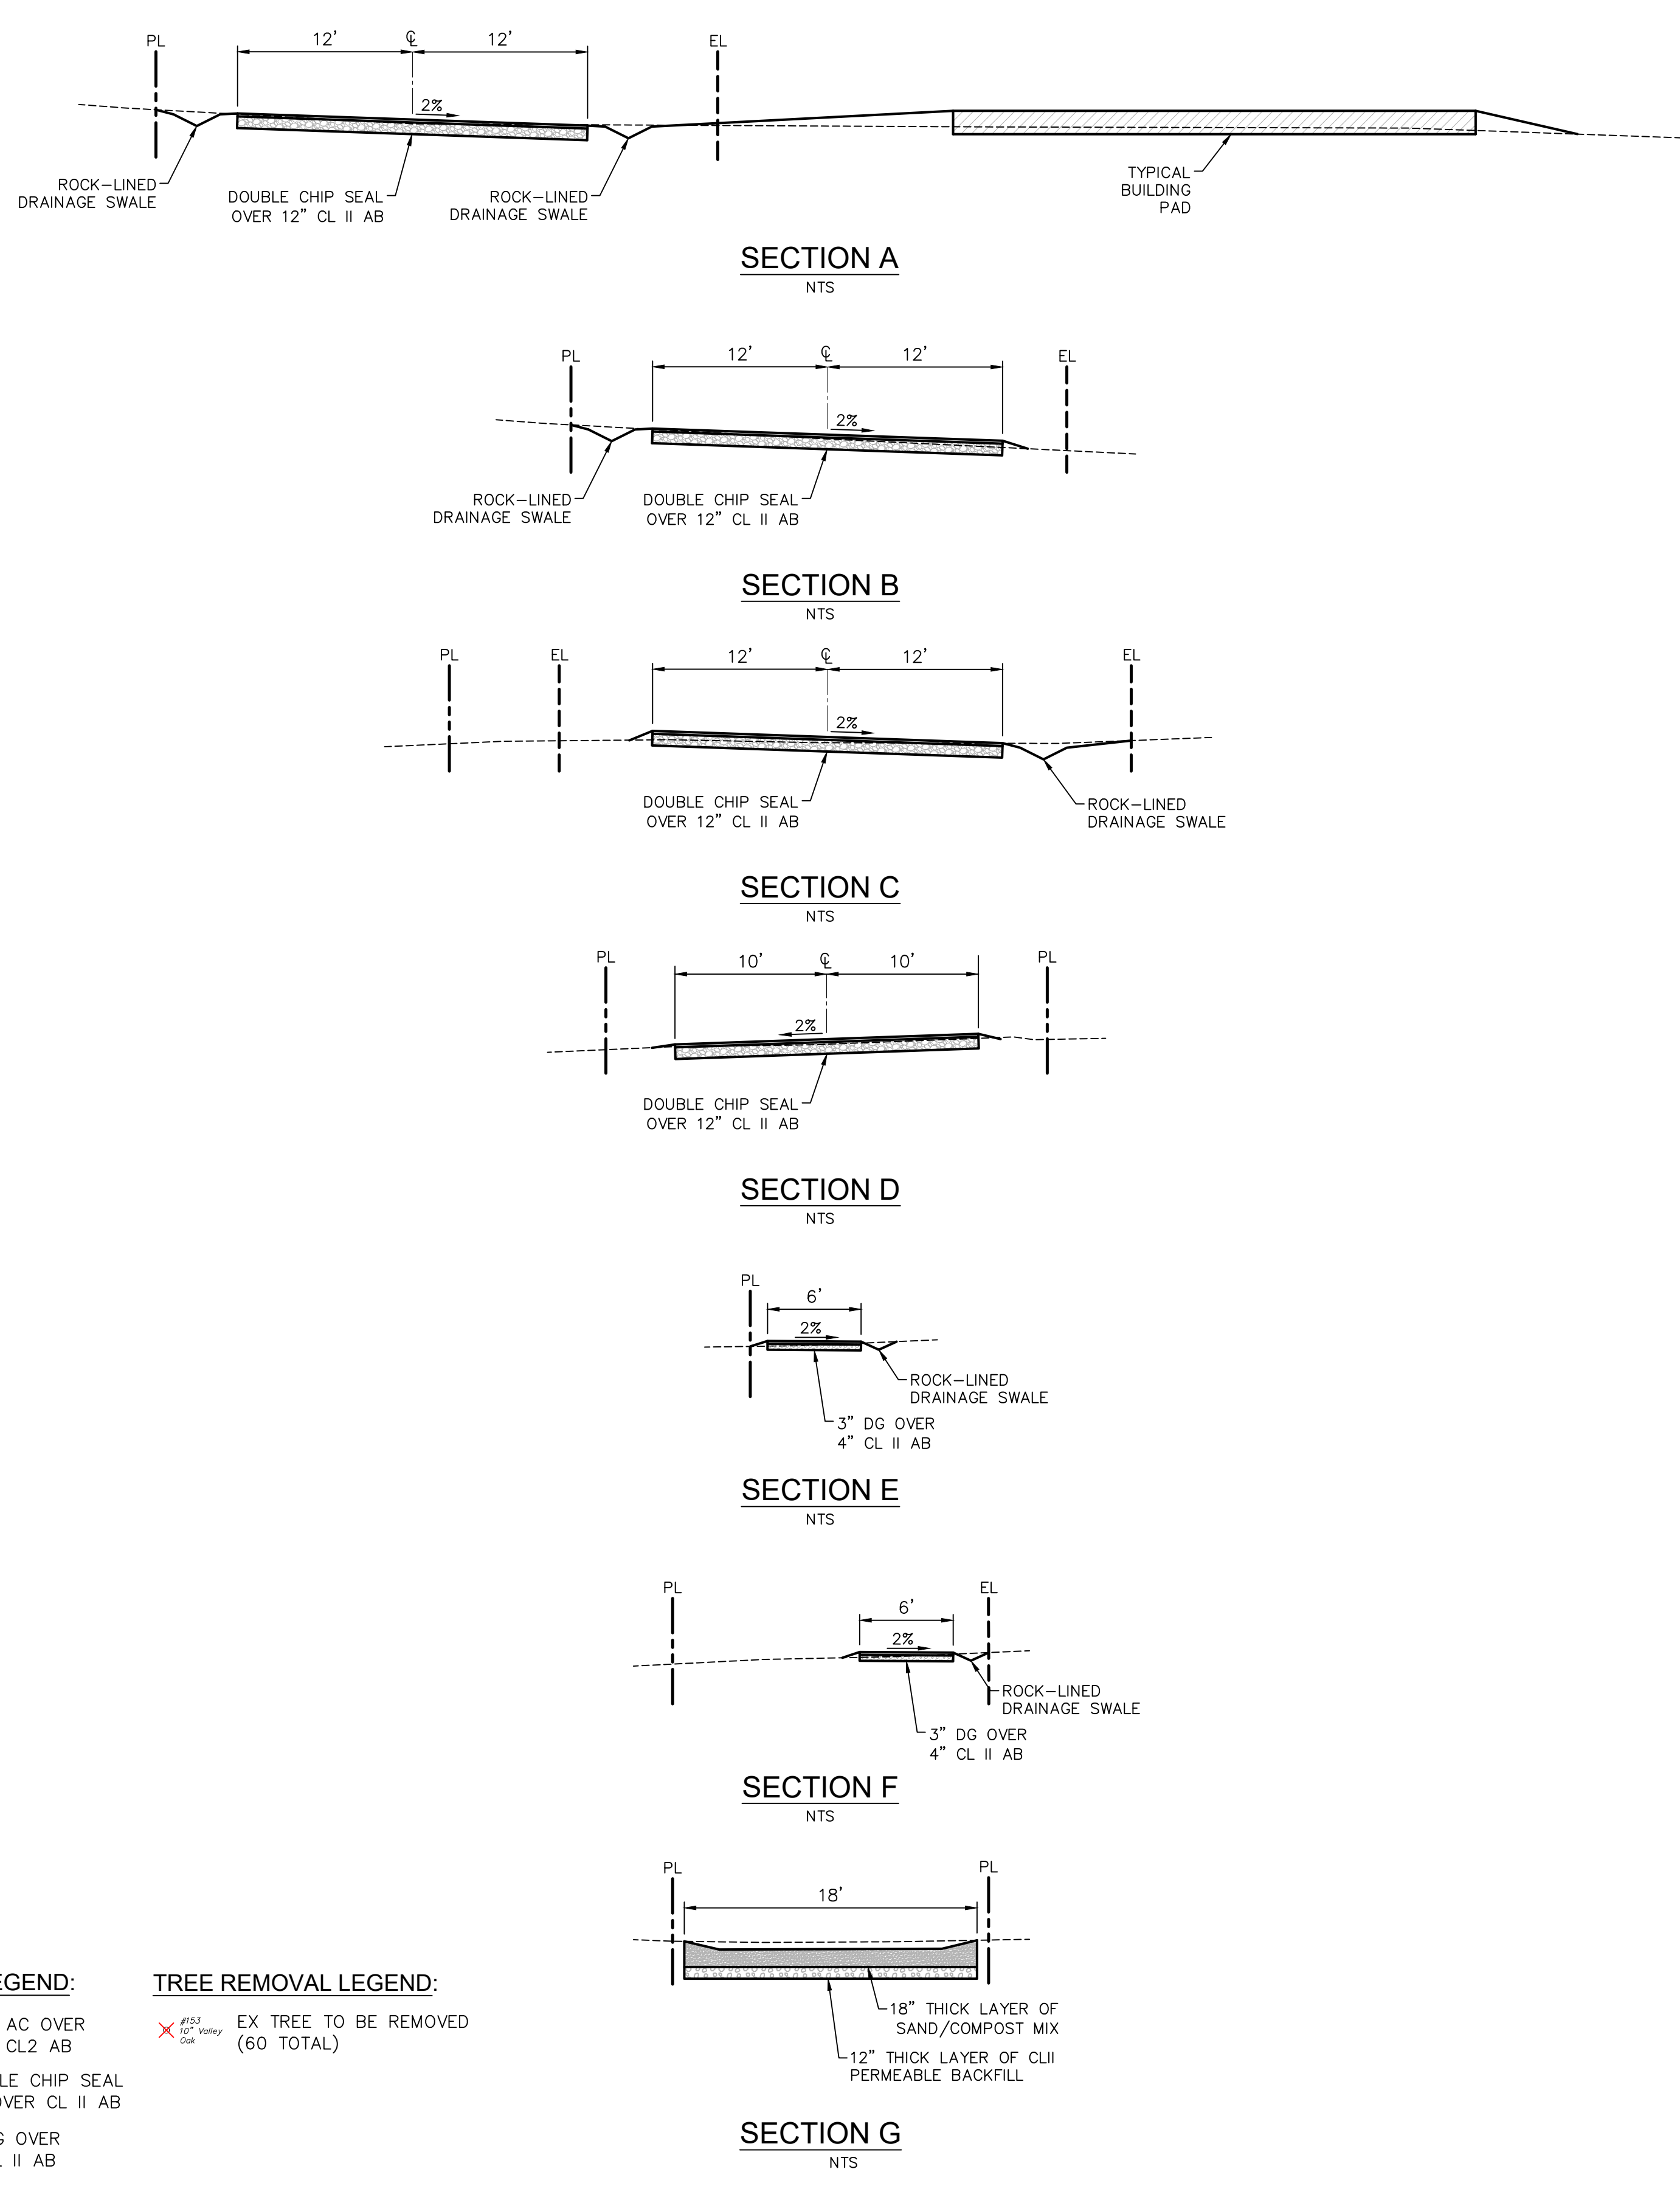 PL
12'
℄
12'
EL
2%
ROCK-LINED
DRAINAGE SWALE
DOUBLE CHIP SEAL
OVER 12" CL II AB
ROCK-LINED
DRAINAGE SWALE
TYPICAL
BUILDING
PAD
SECTION A
NTS
PL
12'
℄
12'
EL
2%
ROCK-LINED
DRAINAGE SWALE
DOUBLE CHIP SEAL
OVER 12" CL II AB
SECTION B
NTS
PL
EL
12'
℄
12'
EL
2%
DOUBLE CHIP SEAL
OVER 12" CL II AB
ROCK-LINED
DRAINAGE SWALE
SECTION C
NTS
PL
10'
℄
10'
PL
2%
DOUBLE CHIP SEAL
OVER 12" CL II AB
SECTION D
NTS
PL
6'
2%
ROCK-LINED
DRAINAGE SWALE
3" DG OVER
4" CL II AB
SECTION E
NTS
PL
EL
6'
2%
ROCK-LINED
DRAINAGE SWALE
3" DG OVER
4" CL II AB
SECTION F
NTS
PL
PL
18'
18" THICK LAYER OF
SAND/COMPOST MIX
12" THICK LAYER OF CLII
PERMEABLE BACKFILL
SECTION G
NTS
AC OVER
CL2 AB
CHIP SEAL
OVER CL II AB
OVER
II AB
TREE REMOVAL LEGEND:
#153
10" Valley
Oak
EX TREE TO BE REMOVED
(60 TOTAL)